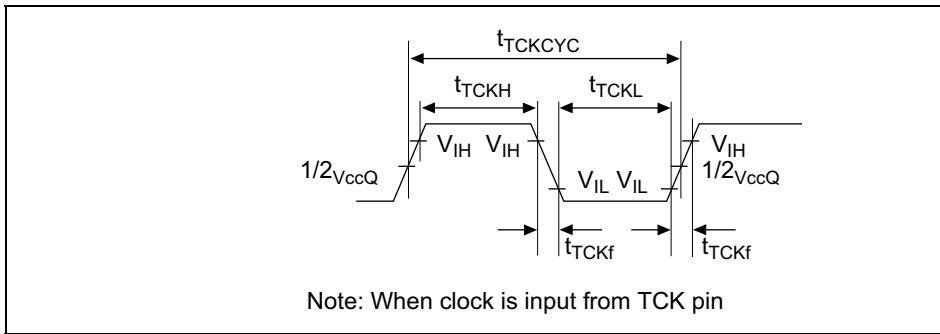 tTCKCYC
tTCKH tTCKL
VIH VIH VIH
1/2VccQ 1/2VccQ
VIL VIL
tTCKf tTCKf
Note: When clock is input from TCK pin